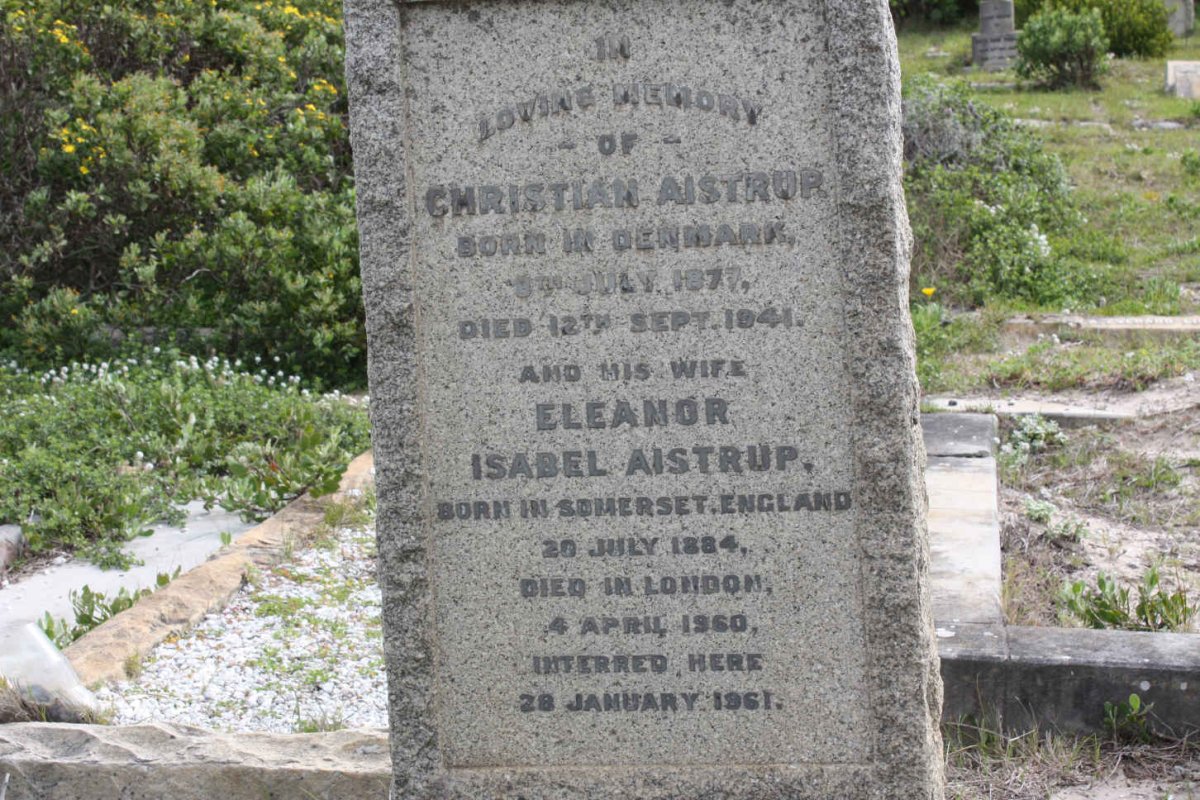 IN
LOVING MEMORY
- OF -
CHRISTIAN AISTRUP
BORN IN DENMARK,
JULY 1877,
DIED 12TH SEPT. 1941.
AND HIS WIFE
ELEANOR
ISABEL AISTRUP,
BORN IN SOMERSET, ENGLAND
20 JULY 1884,
DIED IN LONDON,
4 APRIL 1960,
INTERRED HERE
28 JANUARY 1961.